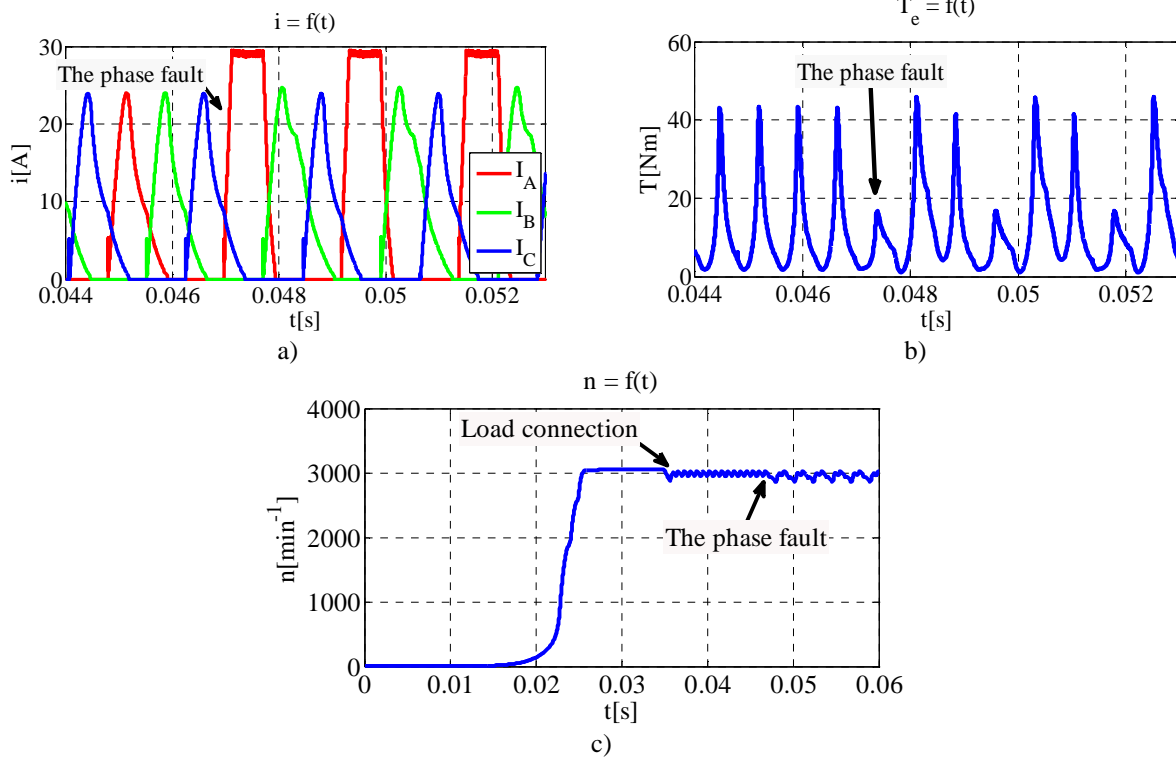 i = f(t)
30
20
10
0
i[A]
The phase fault
I_A
I_B
I_C
0.044
0.046
0.048
0.05
0.052
t[s]
a)
T_e = f(t)
60
40
20
0
T[Nm]
The phase fault
0.044
0.046
0.048
0.05
0.052
t[s]
b)
n = f(t)
4000
3000
2000
1000
0
n[min⁻¹]
Load connection
The phase fault
0
0.01
0.02
0.03
0.04
0.05
0.06
t[s]
c)